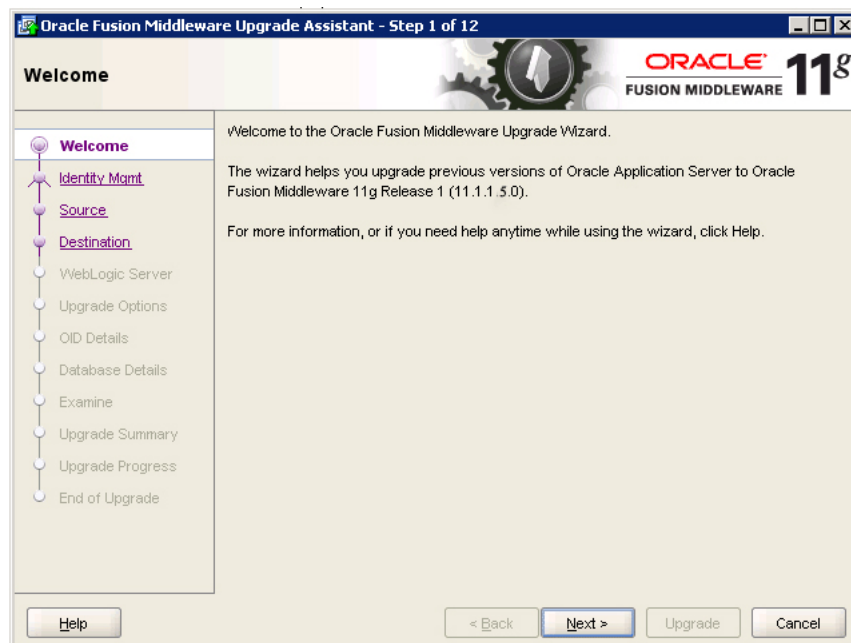 Oracle Fusion Middleware Upgrade Assistant - Step 1 of 12
Welcome
ORACLE
FUSION MIDDLEWARE
11g
Welcome
Identity Mgmt
Source
Destination
WebLogic Server
Upgrade Options
OID Details
Database Details
Examine
Upgrade Summary
Upgrade Progress
End of Upgrade
Welcome to the Oracle Fusion Middleware Upgrade Wizard.
The wizard helps you upgrade previous versions of Oracle Application Server to Oracle
Fusion Middleware 11g Release 1 (11.1.1.5.0).
For more information, or if you need help anytime while using the wizard, click Help.
Help
< Back
Next >
Upgrade
Cancel